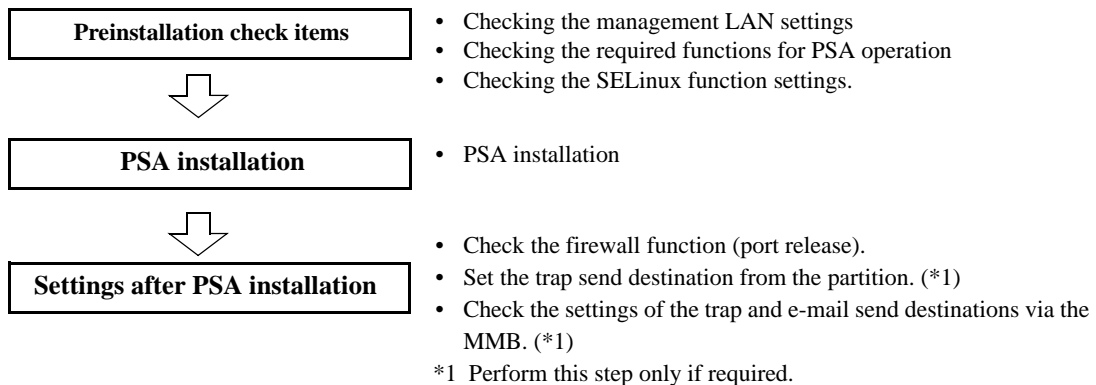 Preinstallation check items
• Checking the management LAN settings
• Checking the required functions for PSA operation
• Checking the SELinux function settings.
PSA installation
• PSA installation
Settings after PSA installation
• Check the firewall function (port release).
• Set the trap send destination from the partition. (*1)
• Check the settings of the trap and e-mail send destinations via the
MMB. (*1)
*1 Perform this step only if required.